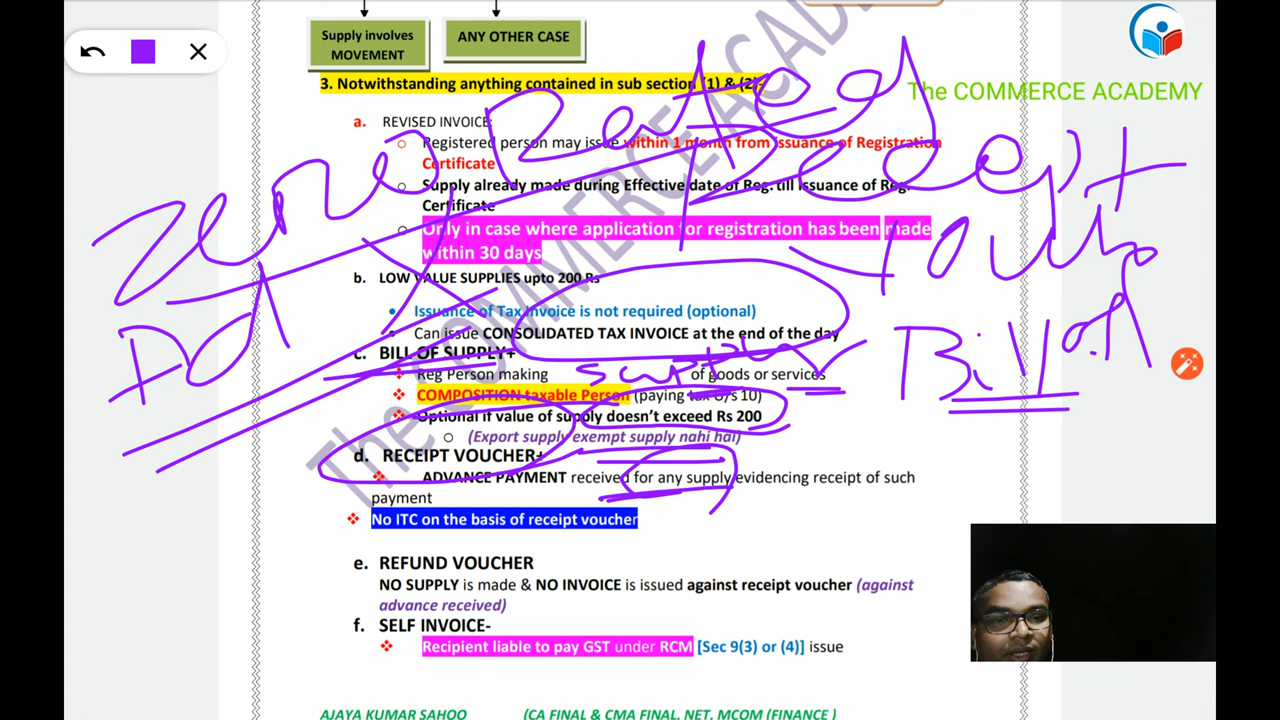 Supply involves
MOVEMENT
ANY OTHER CASE
3. Notwithstanding anything contained in sub section (1) & (2)-
The COMMERCE ACADEMY
a. REVISED INVOICE:
Registered person may issue within 1 month from issuance of Registration
Certificate
Supply already made during Effective date of Reg. till issuance of Reg.
Certificate
Only in case where application for registration has been made
within 30 days
b. LOW VALUE SUPPLIES upto 200 Rs
Issuance of Tax Invoice is not required (optional)
Can issue CONSOLIDATED TAX INVOICE at the end of the day
c. BILL OF SUPPLY+
Reg Person making of goods or services
COMPOSITION taxable Person (paying tax U/s 10)
Optional if value of supply doesn't exceed Rs 200
(Export supply exempt supply nahi hai)
d. RECEIPT VOUCHER+
ADVANCE PAYMENT received for any supply evidencing receipt of such
payment
No ITC on the basis of receipt voucher
e. REFUND VOUCHER
NO SUPPLY is made & NO INVOICE is issued against receipt voucher (against
advance received)
f. SELF INVOICE-
Recipient liable to pay GST under RCM [Sec 9(3) or (4)] issue
AJAYA KUMAR SAHOO (CA FINAL & CMA FINAL, NET, MCOM (FINANCE )
The COMMERCE ACADEMY
Zero Rated
supply
Bill of